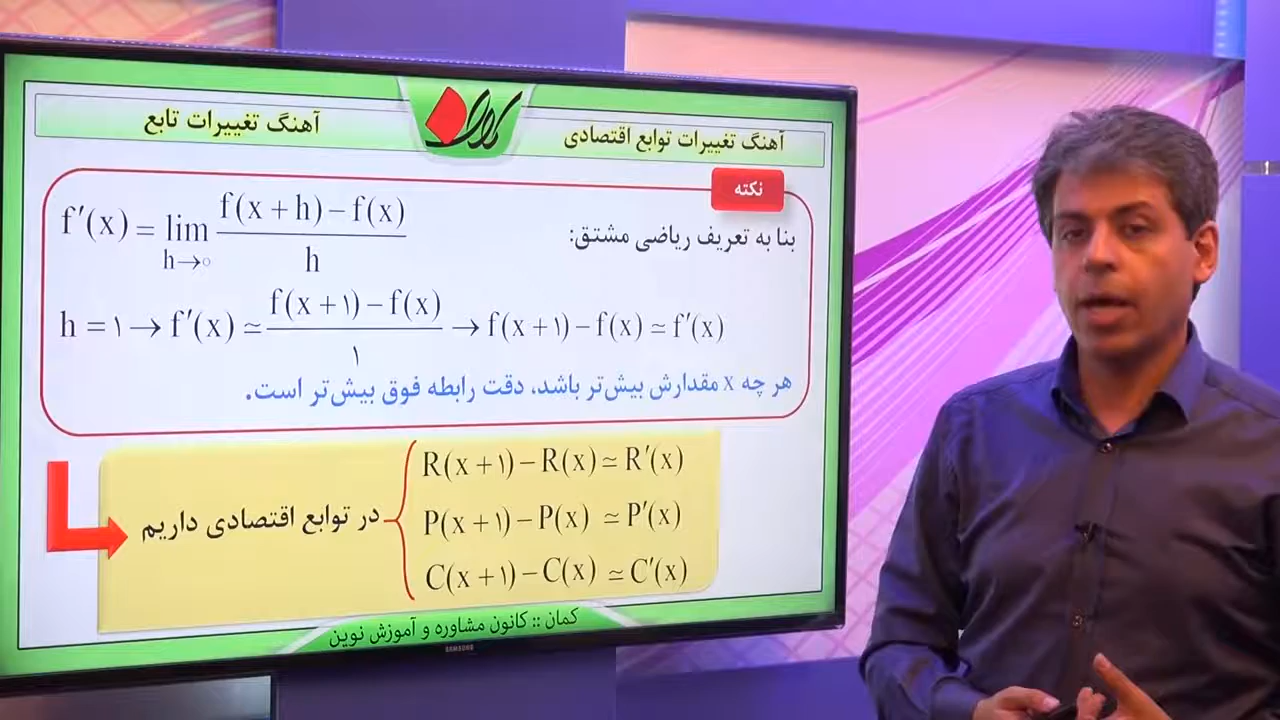 آهنگ تغییرات توابع اقتصادی
آهنگ تغییرات تابع
نکته
بنا به تعریف ریاضی مشتق:
f′(x) = lim h→۰ f(x + h) − f(x) / h
h = ۱ → f′(x) ≃ f(x + ۱) − f(x) / ۱ → f(x + ۱) − f(x) ≃ f′(x)
هر چه x مقدارش بیش‌تر باشد، دقت رابطه فوق بیش‌تر است.
در توابع اقتصادی داریم
R(x + ۱) − R(x) ≃ R′(x)
P(x + ۱) − P(x) ≃ P′(x)
C(x + ۱) − C(x) ≃ C′(x)
کمان :: کانون مشاوره و آموزش نوین
SAMSUNG